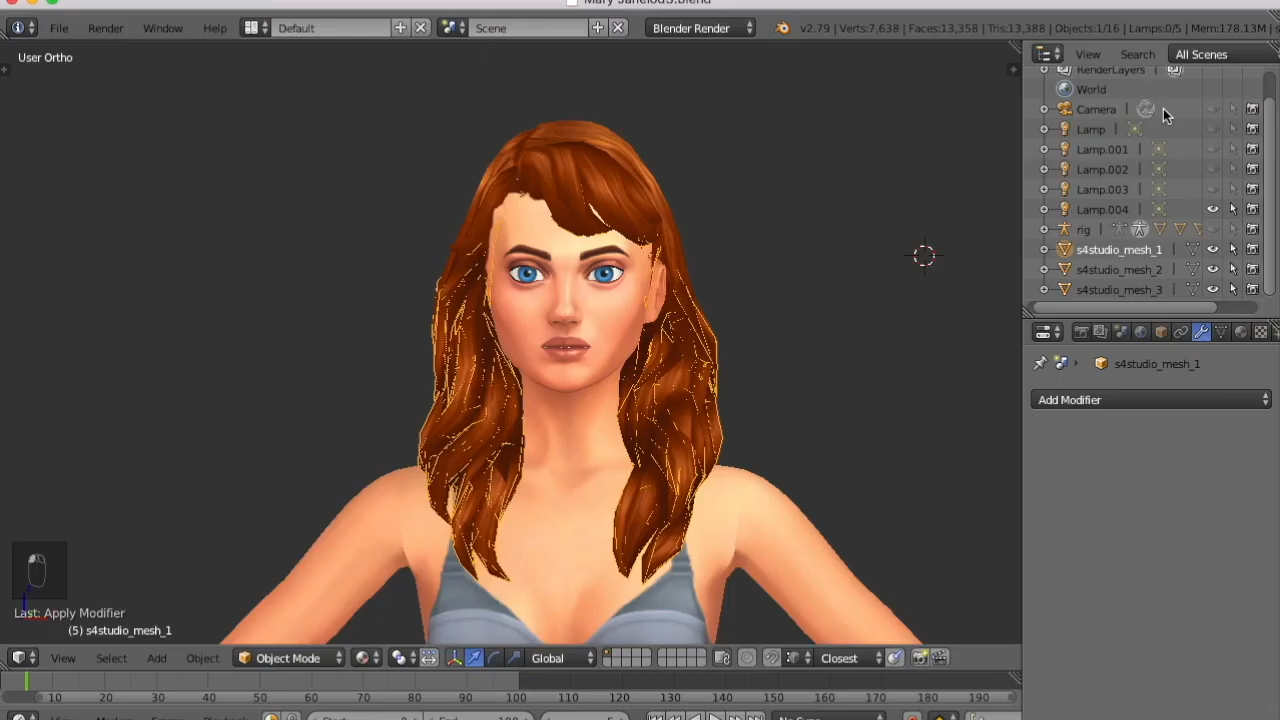 Mary JanelodS.blend
File Render Window Help Default Scene Blender Render v2.79 | Verts:7,638 | Faces:13,358 | Tris:13,388 | Objects:1/16 | Lamps:0/5 | Mem:178.13M | s
User Ortho
View Search All Scenes
RenderLayers
World
Camera
Lamp
Lamp.001
Lamp.002
Lamp.003
Lamp.004
rig
s4studio_mesh_1
s4studio_mesh_2
s4studio_mesh_3
s4studio_mesh_1
Add Modifier
Last: Apply Modifier
(5) s4studio_mesh_1
View Select Add Object Object Mode Global Closest
10 20 30 40 50 60 70 80 90 100 110 120 130 140 150 160 170 180 190